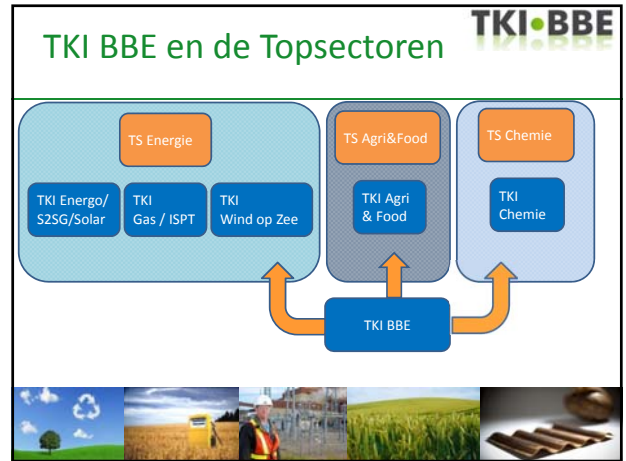 TKI BBE en de Topsectoren
TKI•BBE
TS Energie
TS Agri&Food
TS Chemie
TKI Energo/
S2SG/Solar
TKI
Gas / ISPT
TKI
Wind op Zee
TKI Agri
& Food
TKI
Chemie
TKI BBE